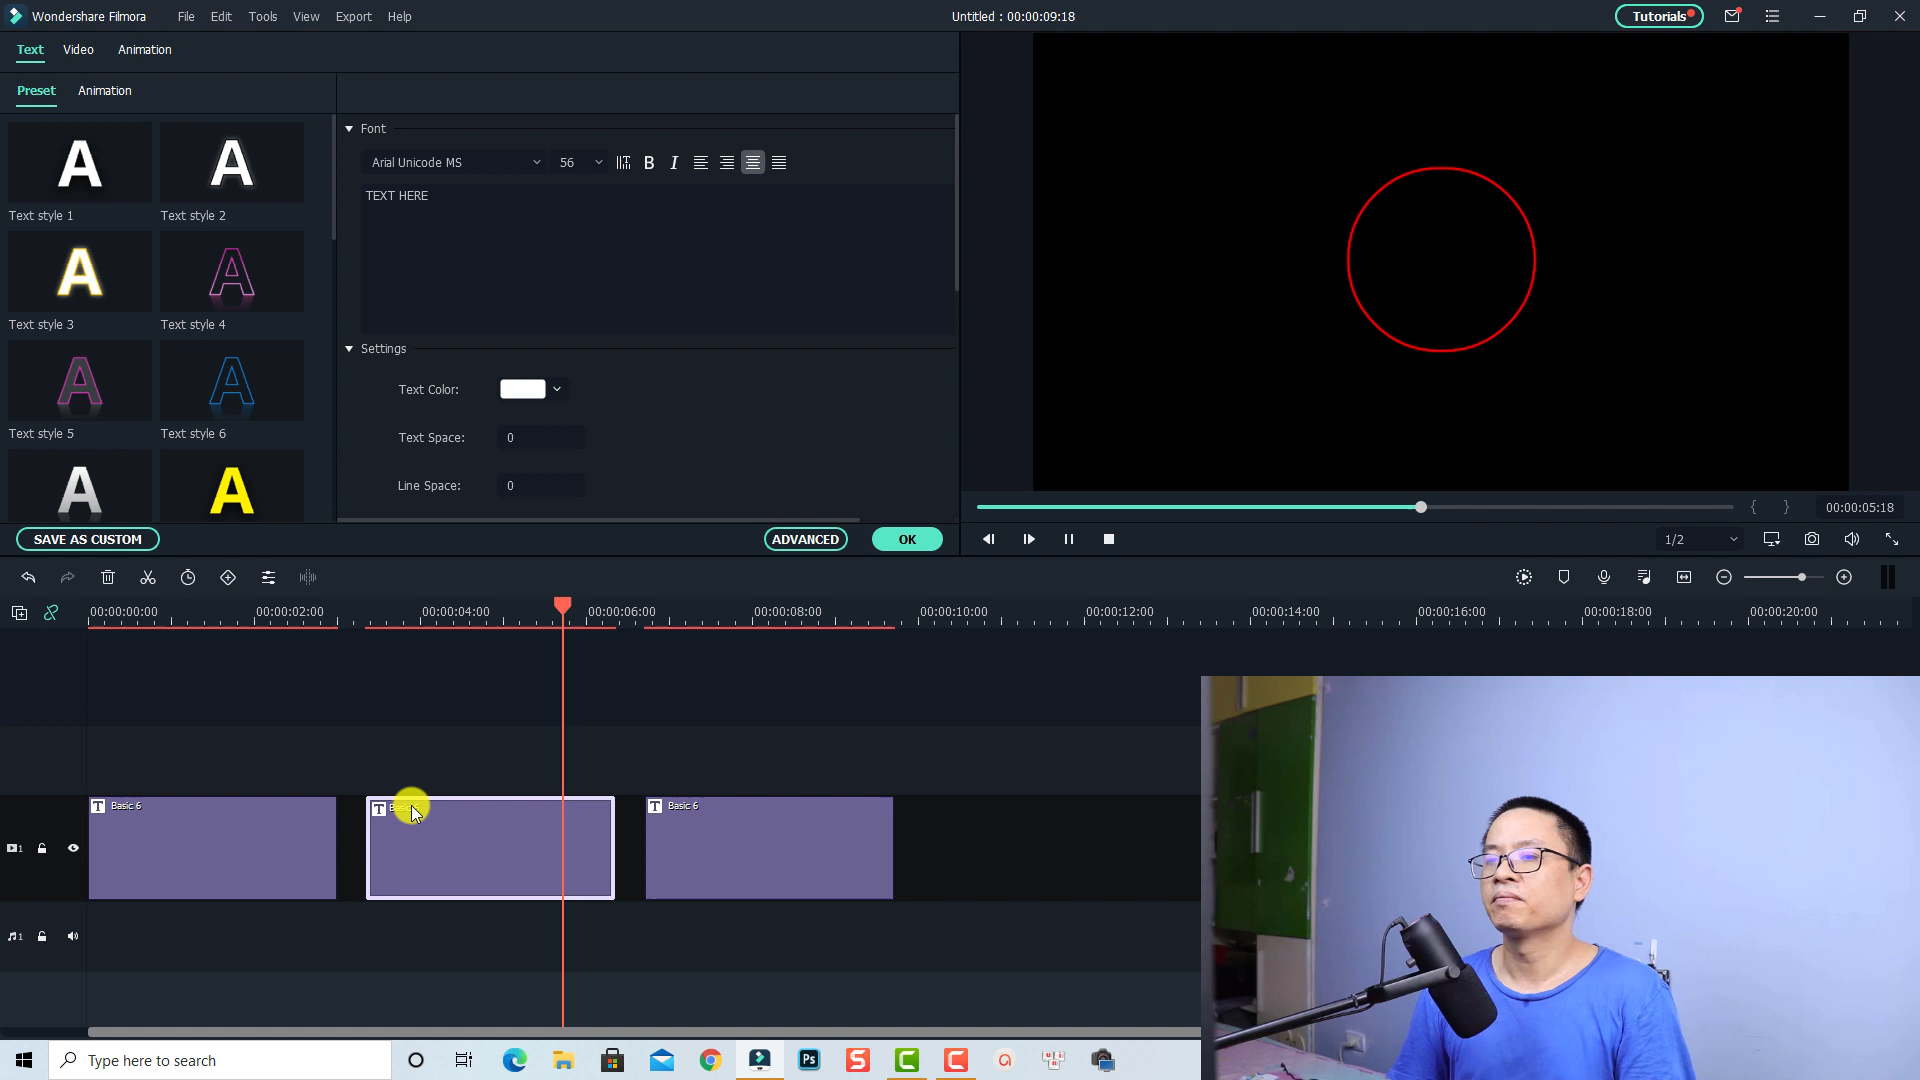 Wondershare Filmora File Edit Tools View Export Help Untitled : 00:00:09:18 Tutorials
Text Video Animation
Preset Animation
Font
Arial Unicode MS 56
TEXT HERE
Text style 1 Text style 2
Text style 3 Text style 4
Text style 5 Text style 6
Settings
Text Color:
Text Space: 0
Line Space: 0
SAVE AS CUSTOM ADVANCED OK
{ } 00:00:05:18
1/2
00:00:00:00 00:00:02:00 00:00:04:00 00:00:06:00 00:00:08:00 00:00:10:00 00:00:12:00 00:00:14:00 00:00:16:00 00:00:18:00 00:00:20:00
Basic 6 Basic 6
1
1
Type here to search